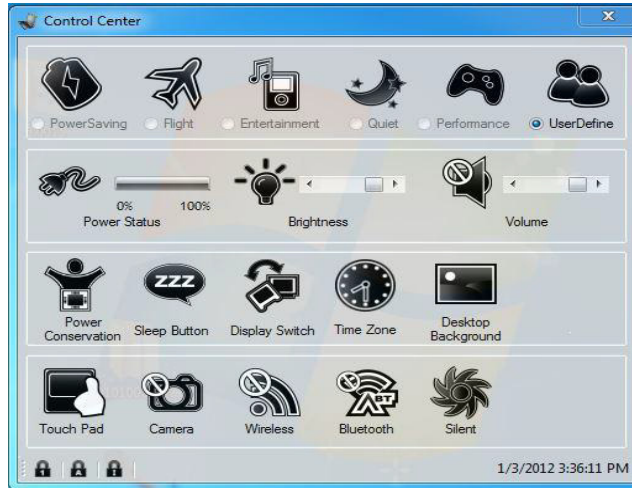 Control Center
PowerSaving Flight Entertainment Quiet Performance UserDefine
0% 100%
Power Status Brightness Volume
ZZZ
Power Conservation Sleep Button Display Switch Time Zone Desktop Background
BT
Touch Pad Camera Wireless Bluetooth Silent
1 A 1/3/2012 3:36:11 PM